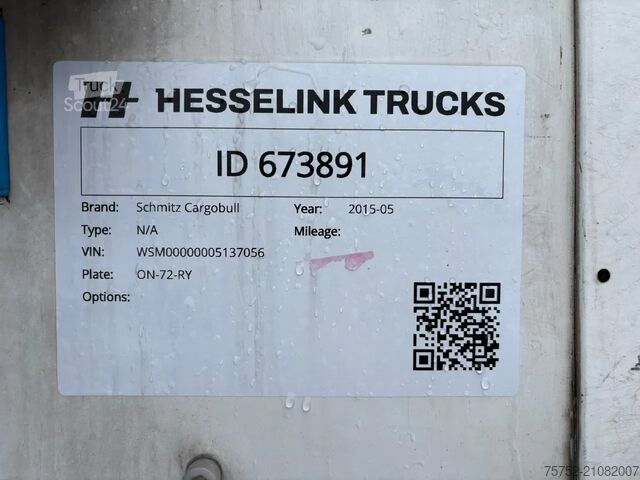 Truck
Scout24
HESSELINK TRUCKS
ID 673891
Brand: Schmitz Cargobull Year: 2015-05
Type: N/A Mileage:
VIN: WSM00000005137056
Plate: ON-72-RY
Options:
75752-21082007